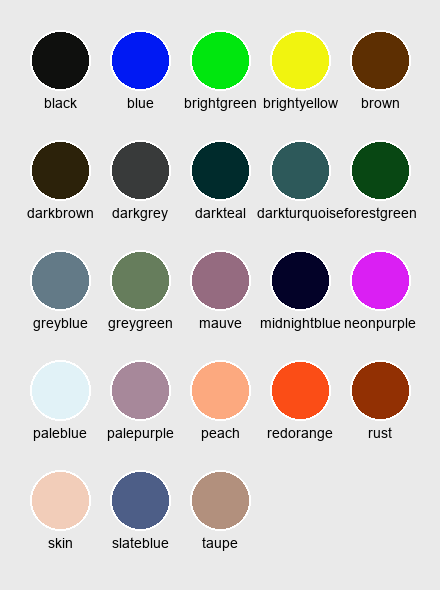 black blue brightgreen brightyellow brown
darkbrown darkgrey darkteal darkturquoise forestgreen
greyblue greygreen mauve midnightblue neonpurple
paleblue palepurple peach redorange rust
skin slateblue taupe